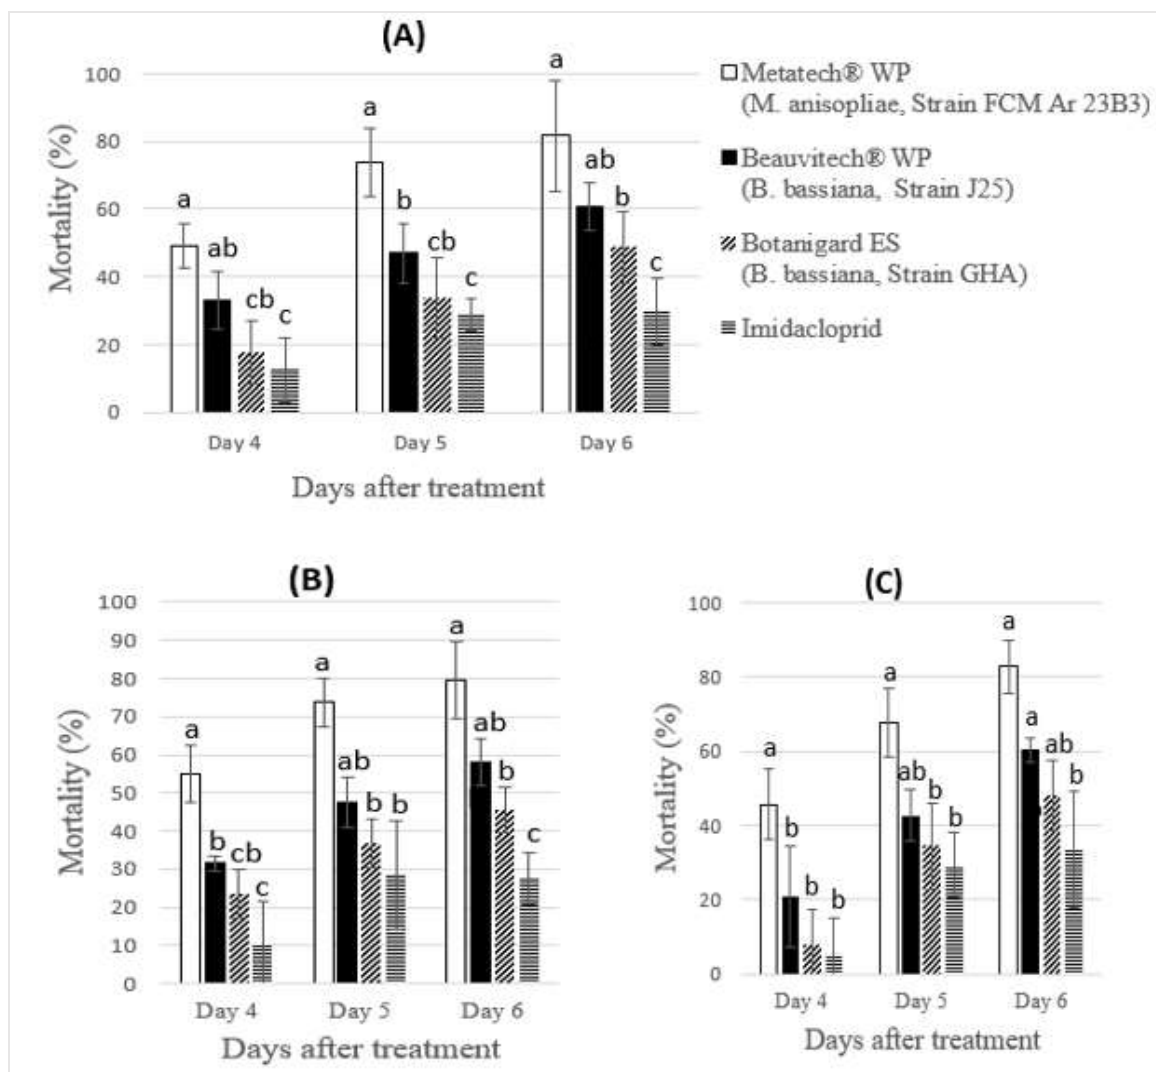 (A)
Mortality (%)
100
80
60
40
20
0
a
ab
cb
c
a
b
cb
c
a
ab
b
c
Day 4
Day 5
Day 6
Days after treatment
Metatech® WP
(M. anisopliae, Strain FCM Ar 23B3)
Beauvitech® WP
(B. bassiana, Strain J25)
Botanigard ES
(B. bassiana, Strain GHA)
Imidacloprid
(B)
Mortality (%)
100
90
80
70
60
50
40
30
20
10
0
a
b
cb
c
a
ab
b
b
a
ab
b
c
Day 4
Day 5
Day 6
Days after treatment
(C)
Mortality (%)
100
80
60
40
20
0
a
b
b
b
a
ab
b
b
a
a
ab
b
Day 4
Day 5
Day 6
Days after treatment